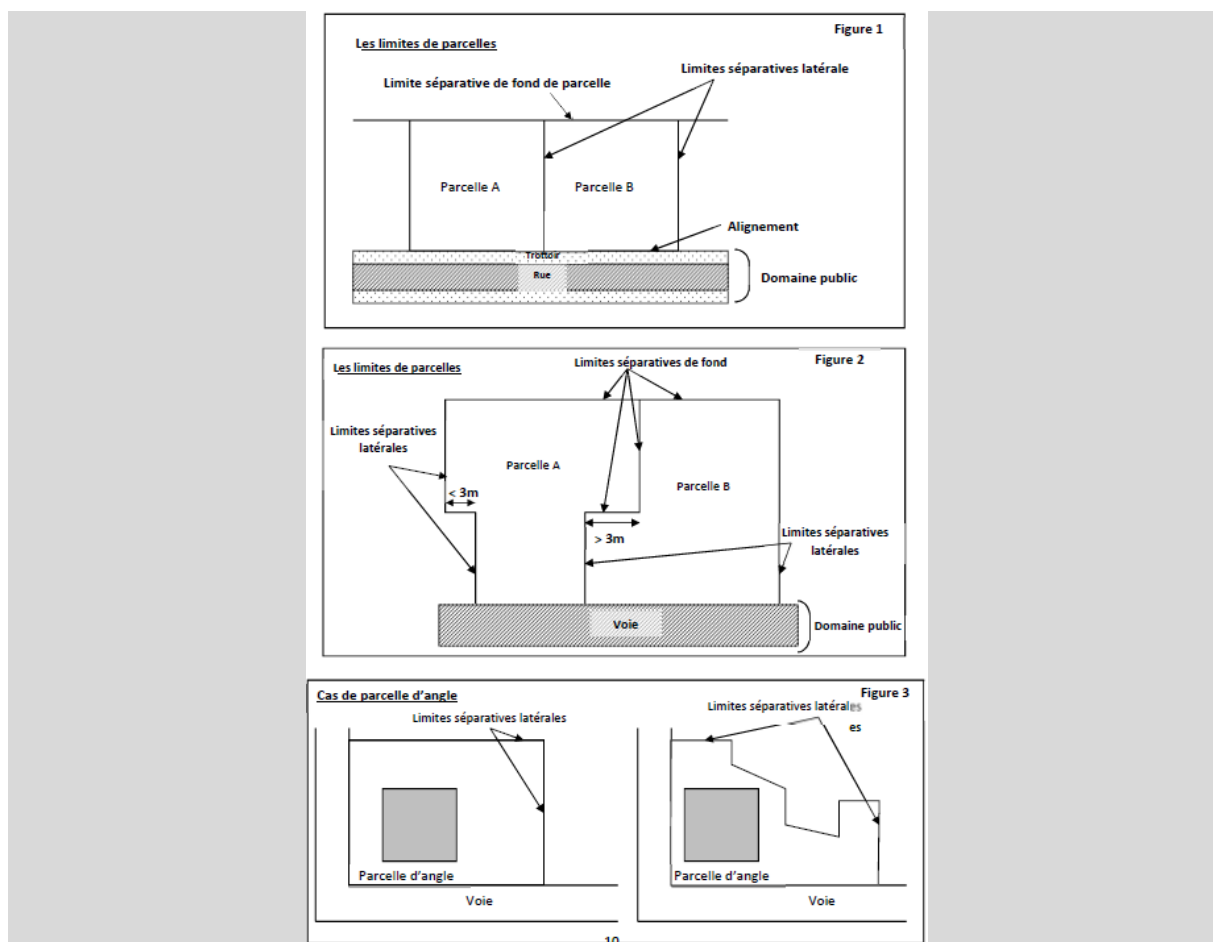 Figure 1
Les limites de parcelles
Limites séparatives latérale
Limite séparative de fond de parcelle
Parcelle A
Parcelle B
Alignement
Trottoir
Rue
Domaine public
Figure 2
Les limites de parcelles
Limites séparatives de fond
Limites séparatives
latérales
Parcelle A
Parcelle B
< 3m
> 3m
Limites séparatives
latérales
Voie
Domaine public
Figure 3
Cas de parcelle d'angle
Limites séparatives latérales
Parcelle d'angle
Voie
Limites séparatives latérales
es
Parcelle d'angle
Voie
10